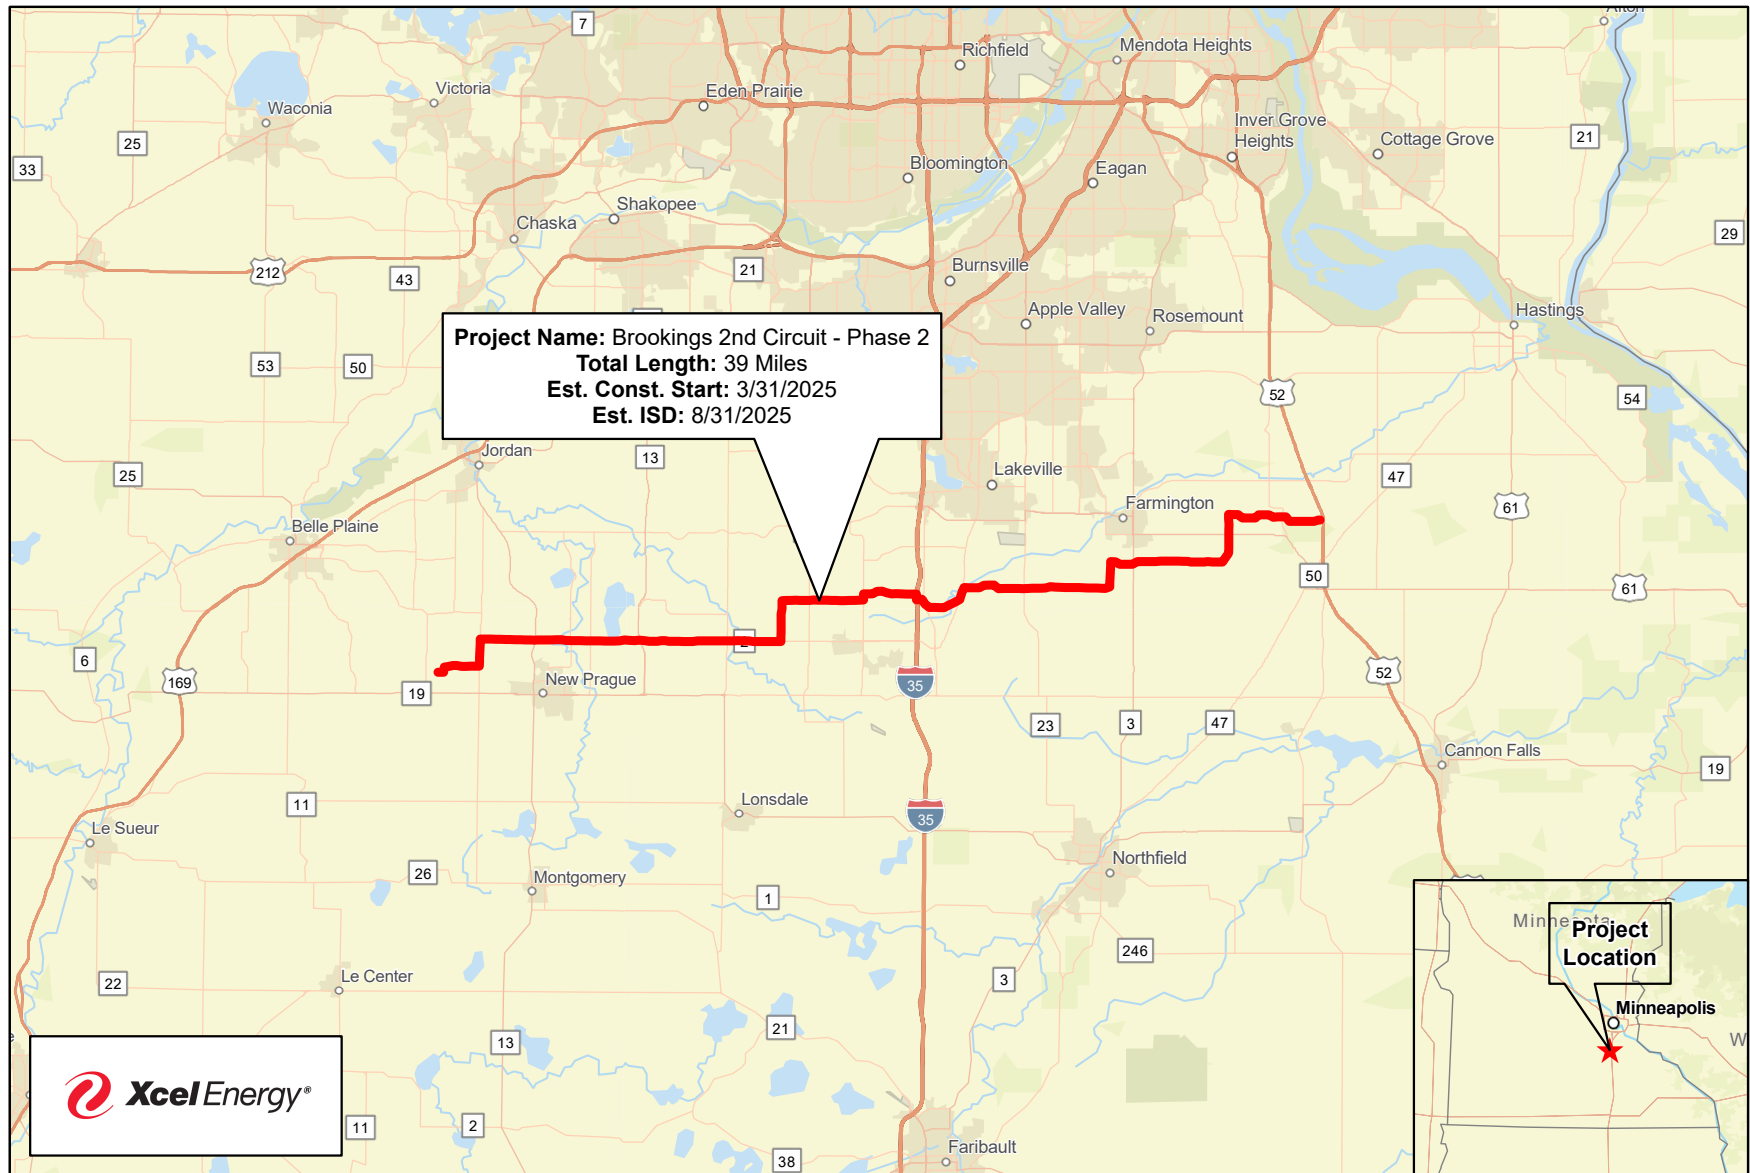 Afton
7
Richfield
Mendota Heights
Victoria
Eden Prairie
Waconia
Inver Grove
Heights
25
21
Cottage Grove
33
Bloomington
Eagan
Shakopee
Chaska
29
212
43
21
Burnsville
Hastings
Apple Valley
Rosemount
Project Name: Brookings 2nd Circuit - Phase 2
Total Length: 39 Miles
Est. Const. Start: 3/31/2025
Est. ISD: 8/31/2025
53
50
52
54
Jordan
13
25
Lakeville
47
Farmington
61
Belle Plaine
50
61
2
6
169
New Prague
35
52
19
23
3
47
Cannon Falls
19
11
Lonsdale
35
Le Sueur
Northfield
26
Montgomery
1
246
Le Center
22
3
21
13
11
2
Faribault
38
Xcel Energy®
Minnesota
Project
Location
Minneapolis
W